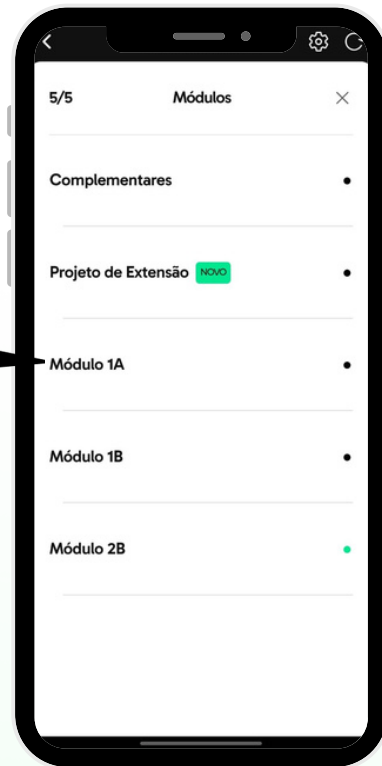 5/5 Módulos
Complementares
Projeto de Extensão NOVO
Módulo 1A
Módulo 1B
Módulo 2B